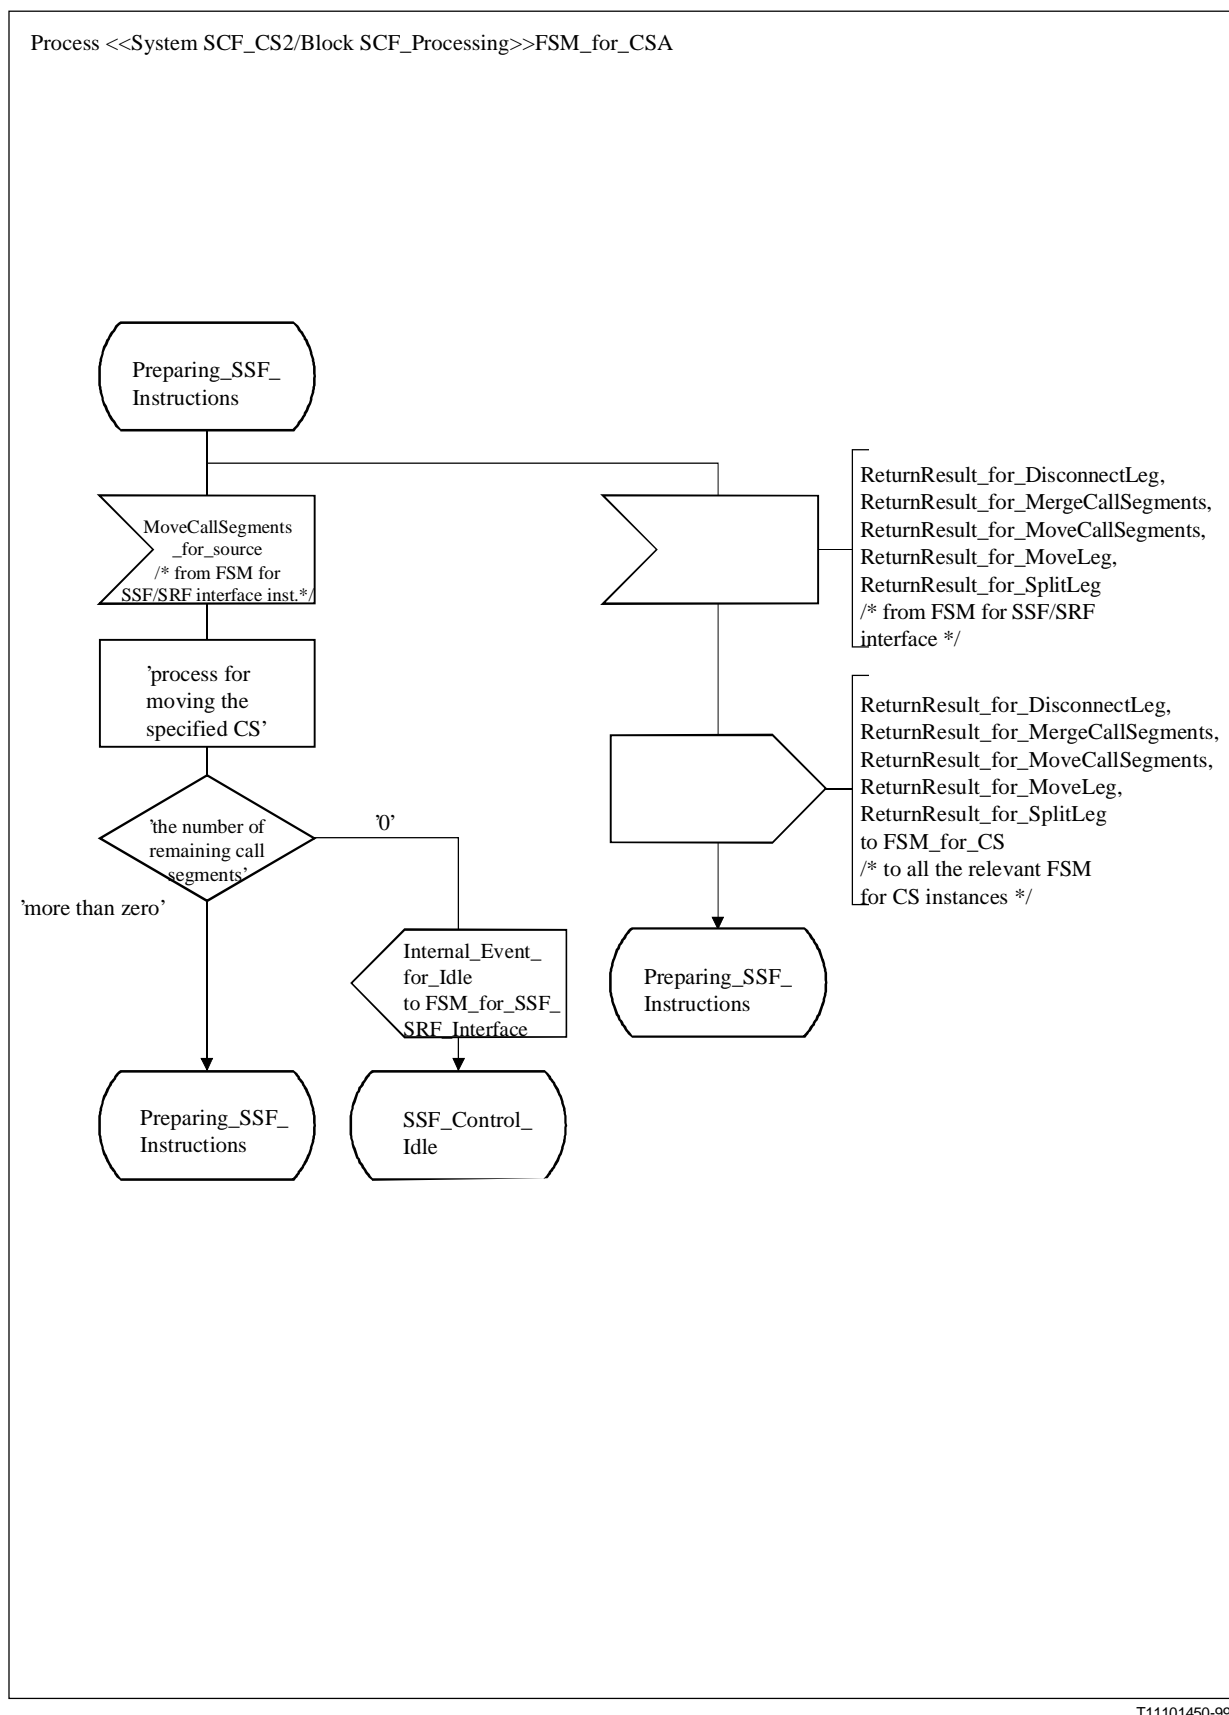 Process <<System SCF_CS2/Block SCF_Processing>>FSM_for_CSA
Preparing_SSF_
Instructions
MoveCallSegments
_for_source
/* from FSM for
SSF/SRF interface inst.*/
ReturnResult_for_DisconnectLeg,
ReturnResult_for_MergeCallSegments,
ReturnResult_for_MoveCallSegments,
ReturnResult_for_MoveLeg,
ReturnResult_for_SplitLeg
/* from FSM for SSF/SRF
interface */
’process for
moving the
specified CS’
ReturnResult_for_DisconnectLeg,
ReturnResult_for_MergeCallSegments,
ReturnResult_for_MoveCallSegments,
ReturnResult_for_MoveLeg,
ReturnResult_for_SplitLeg
to FSM_for_CS
/* to all the relevant FSM
for CS instances */
’the number of
remaining call
segments’
’0’
’more than zero’
Internal_Event_
for_Idle
to FSM_for_SSF_
SRF_Interface
Preparing_SSF_
Instructions
Preparing_SSF_
Instructions
SSF_Control_
Idle
T11101450-99